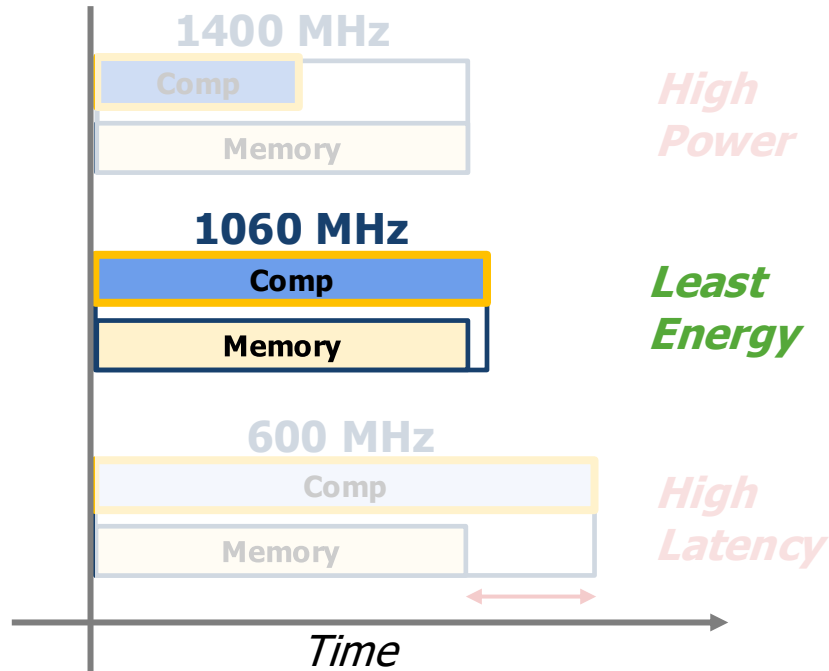 1400 MHz
Comp
Memory
High
Power
1060 MHz
Comp
Memory
Least
Energy
600 MHz
Comp
Memory
High
Latency
Time